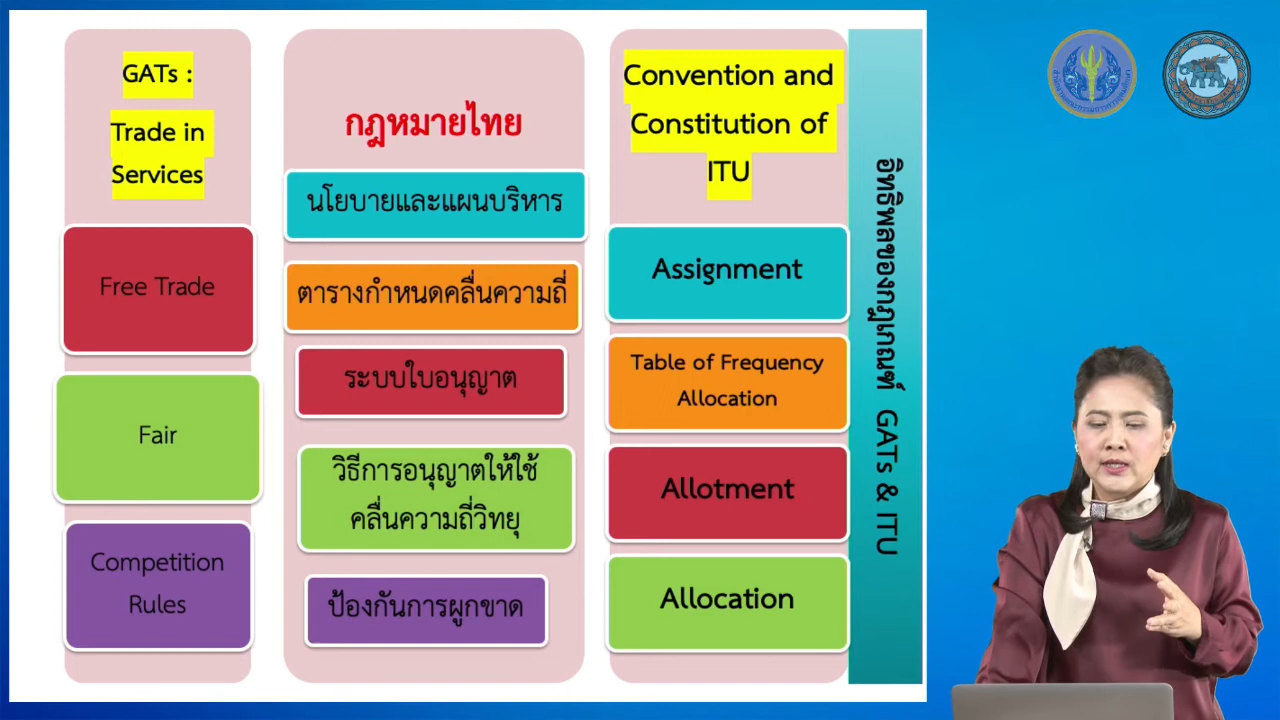 GATs :
Trade in
Services
Free Trade
Fair
Competition
Rules
กฎหมายไทย
นโยบายและแผนบริหาร
ตารางกำหนดคลื่นความถี่
ระบบใบอนุญาต
วิธีการอนุญาตให้ใช้
คลื่นความถี่วิทยุ
ป้องกันการผูกขาด
Convention and
Constitution of
ITU
Assignment
Table of Frequency
Allocation
Allotment
Allocation
อิทธิพลของกฎเกณฑ์ GATs & ITU